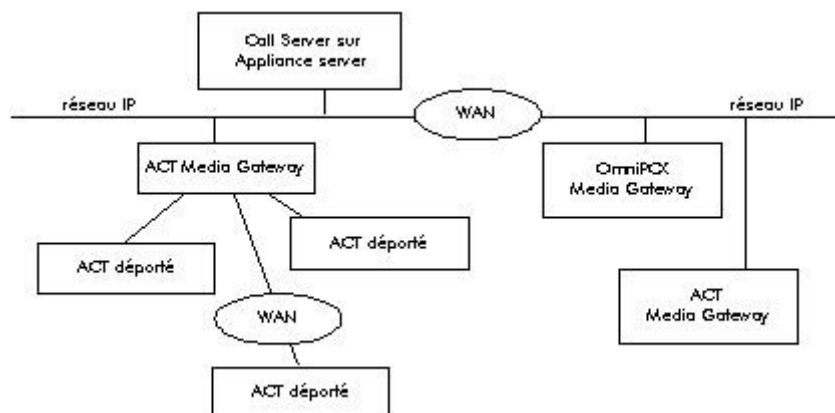 Call Server sur
Appliance server
réseau IP
WAN
réseau IP
ACT Media Gateway
OmniPCX
Media Gateway
ACT déporté
ACT déporté
ACT
Media Gateway
WAN
ACT déporté